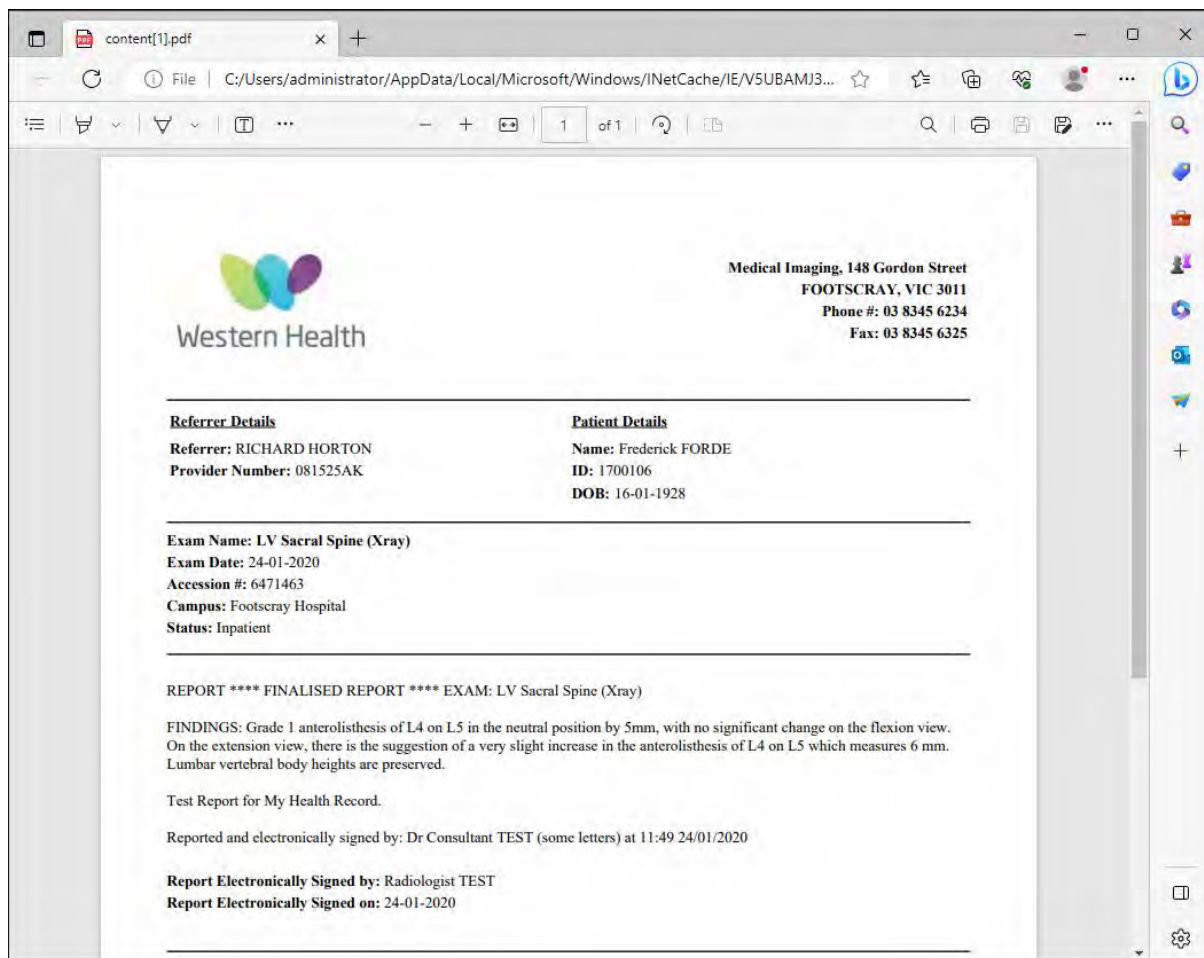 content[1].pdf
File
C:/Users/administrator/AppData/Local/Microsoft/Windows/INetCache/IE/V5UBAMJ3...
1 of 1
Western Health
Medical Imaging, 148 Gordon Street
FOOTSCRAY, VIC 3011
Phone #: 03 8345 6234
Fax: 03 8345 6325
Referrer Details
Referrer: RICHARD HORTON
Provider Number: 081525AK
Patient Details
Name: Frederick FORDE
ID: 1700106
DOB: 16-01-1928
Exam Name: LV Sacral Spine (Xray)
Exam Date: 24-01-2020
Accession #: 6471463
Campus: Footscray Hospital
Status: Inpatient
REPORT **** FINALISED REPORT **** EXAM: LV Sacral Spine (Xray)
FINDINGS: Grade 1 anterolisthesis of L4 on L5 in the neutral position by 5mm, with no significant change on the flexion view.
On the extension view, there is the suggestion of a very slight increase in the anterolisthesis of L4 on L5 which measures 6 mm.
Lumbar vertebral body heights are preserved.
Test Report for My Health Record.
Reported and electronically signed by: Dr Consultant TEST (some letters) at 11:49 24/01/2020
Report Electronically Signed by: Radiologist TEST
Report Electronically Signed on: 24-01-2020